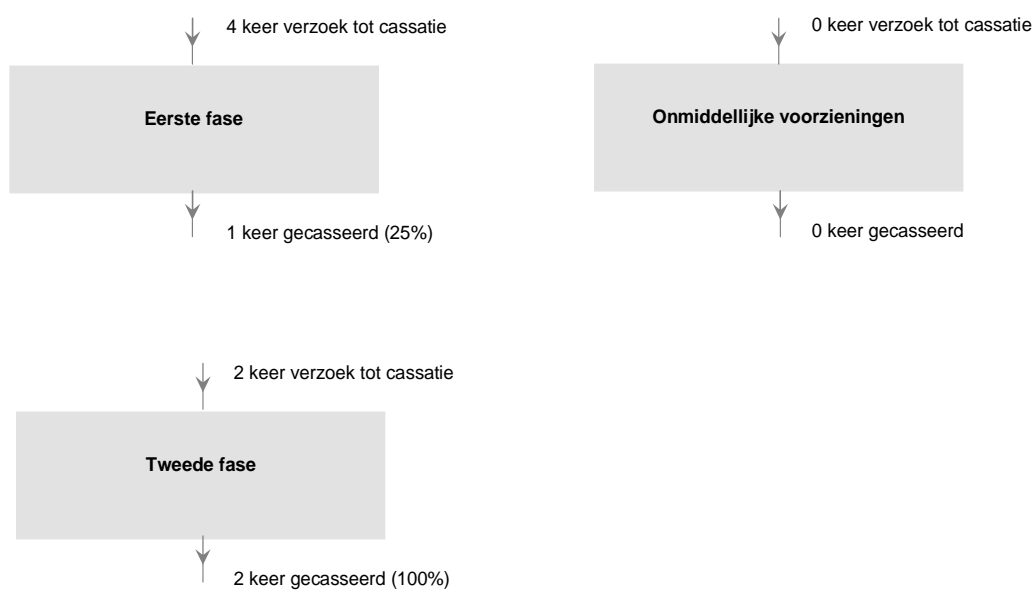 4 keer verzoek tot cassatie
Eerste fase
1 keer gecasseerd (25%)
0 keer verzoek tot cassatie
Onmiddellijke voorzieningen
0 keer gecasseerd
2 keer verzoek tot cassatie
Tweede fase
2 keer gecasseerd (100%)